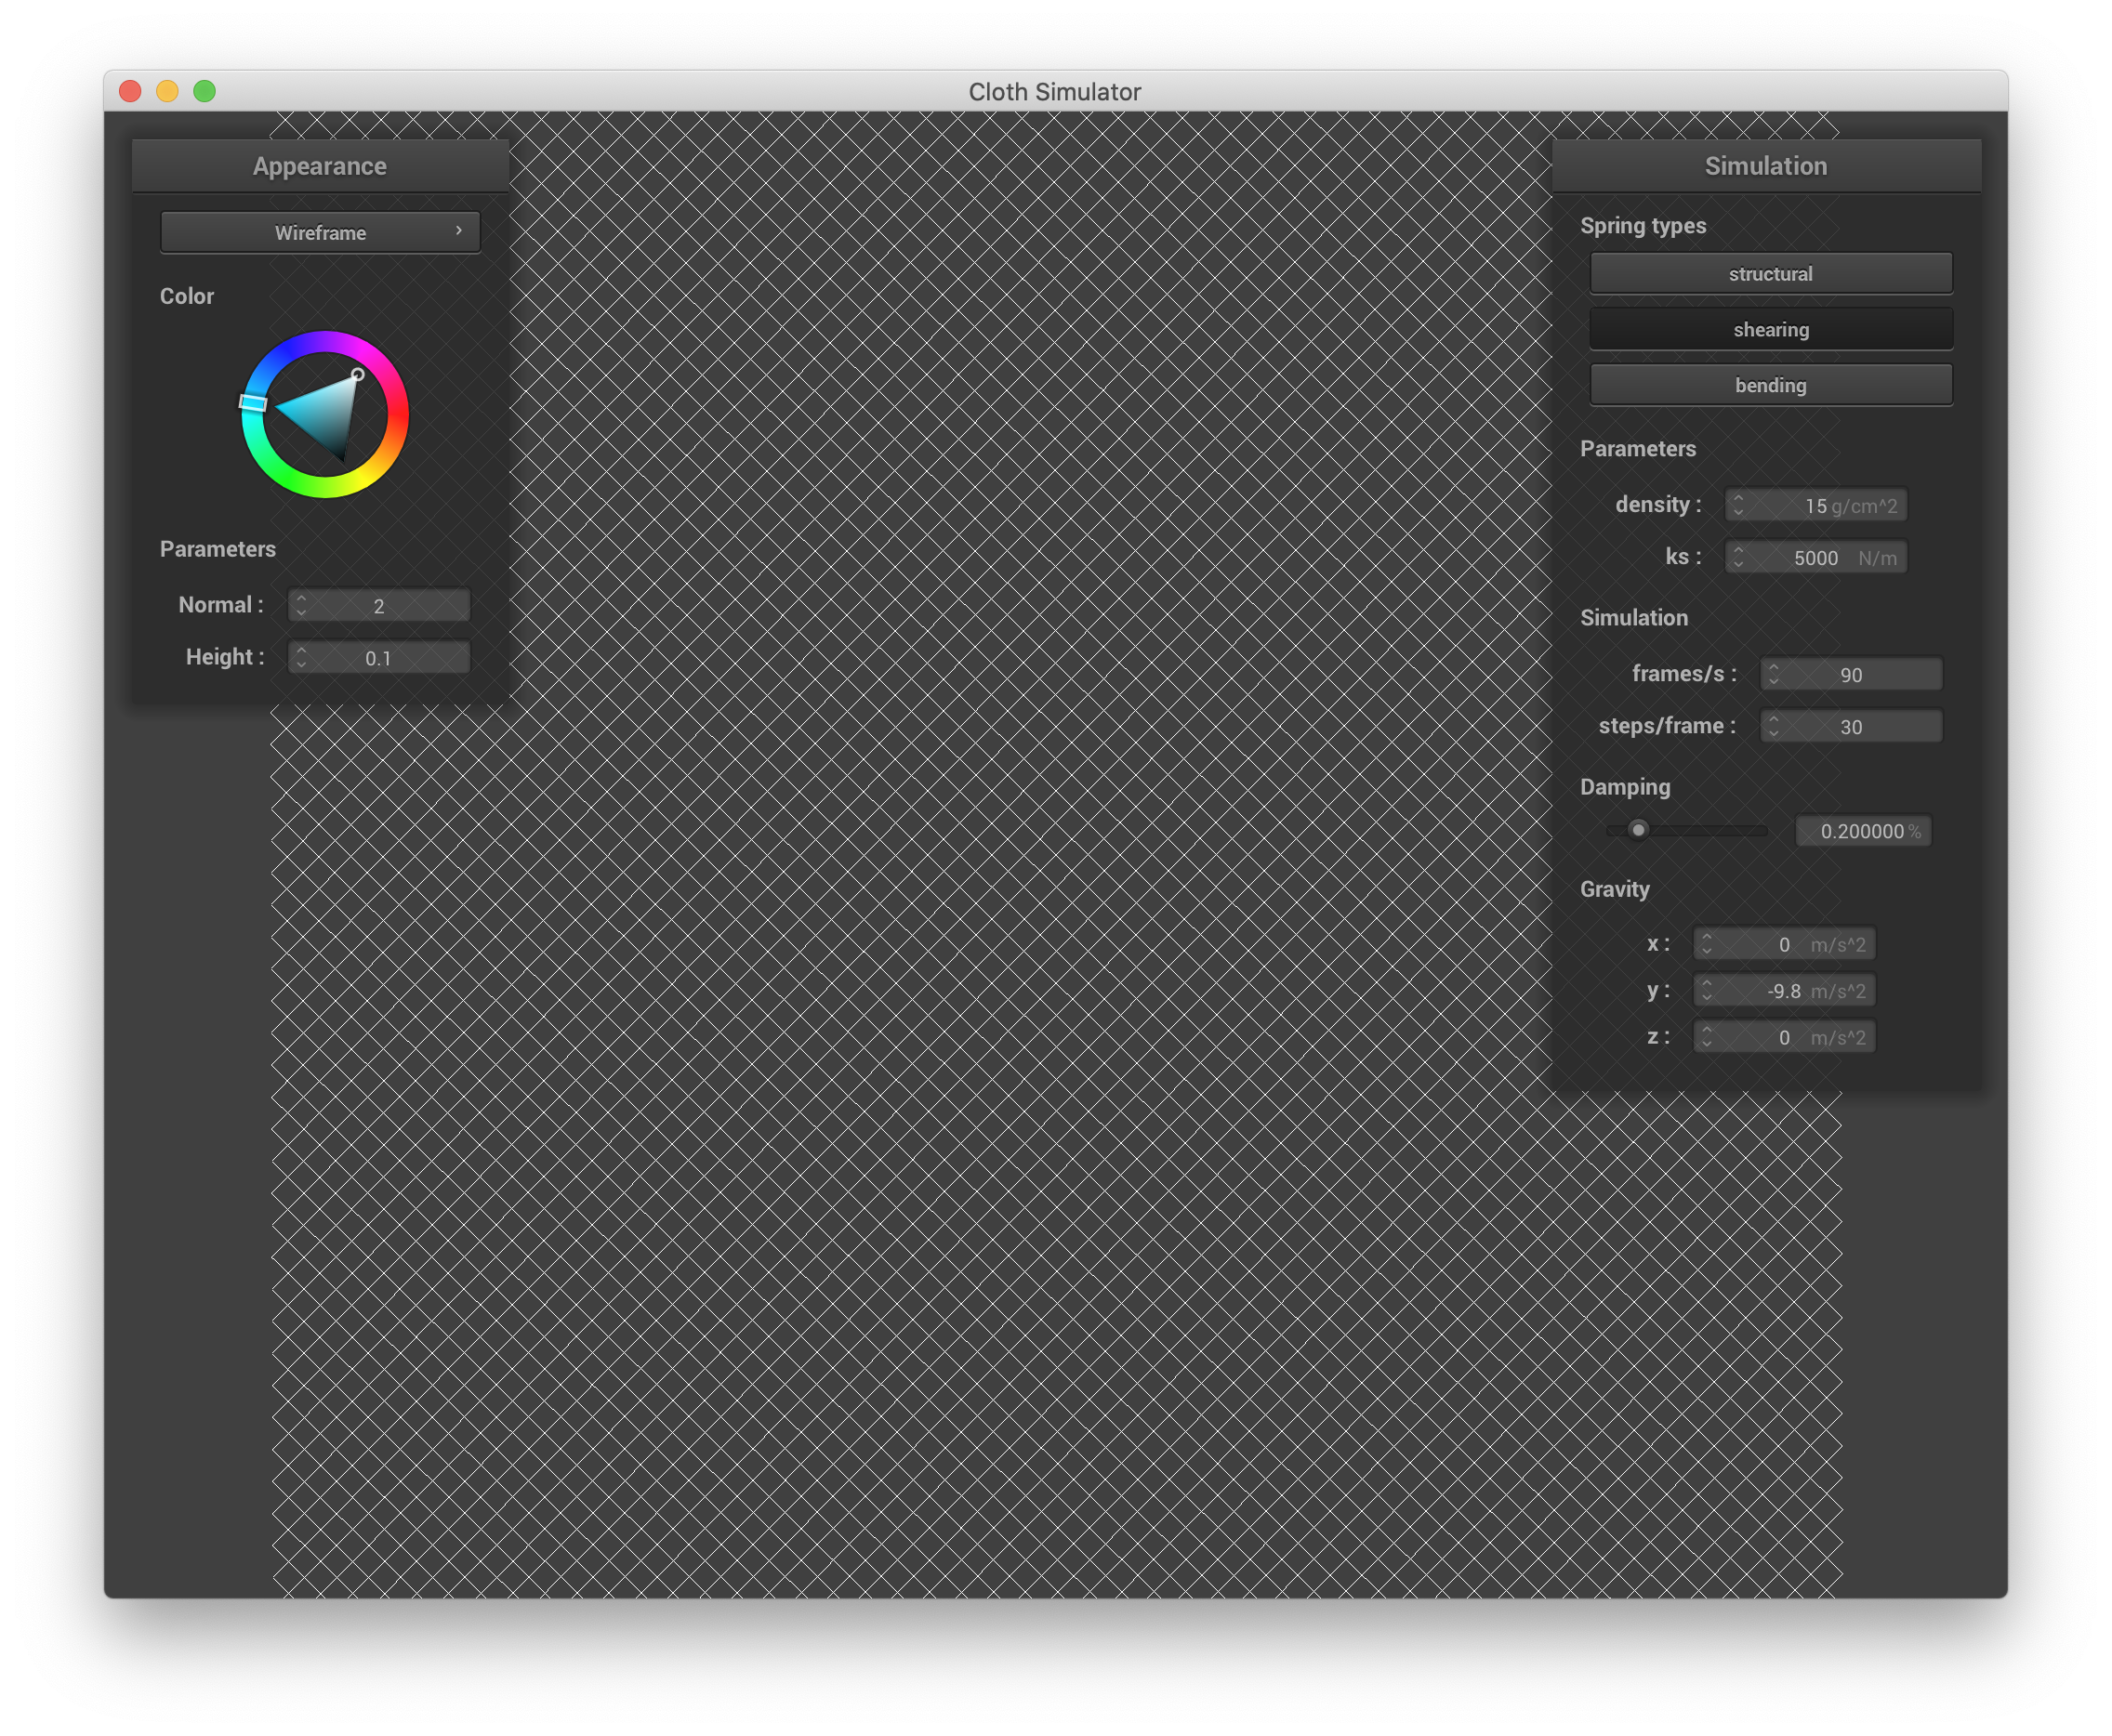 Cloth Simulator
Appearance
Wireframe
Color
Parameters
Normal : 2
Height : 0.1
Simulation
Spring types
structural
shearing
bending
Parameters
density : 15 g/cm^2
ks : 5000 N/m
Simulation
frames/s : 90
steps/frame : 30
Damping
0.200000 %
Gravity
x : 0 m/s^2
y : -9.8 m/s^2
z : 0 m/s^2